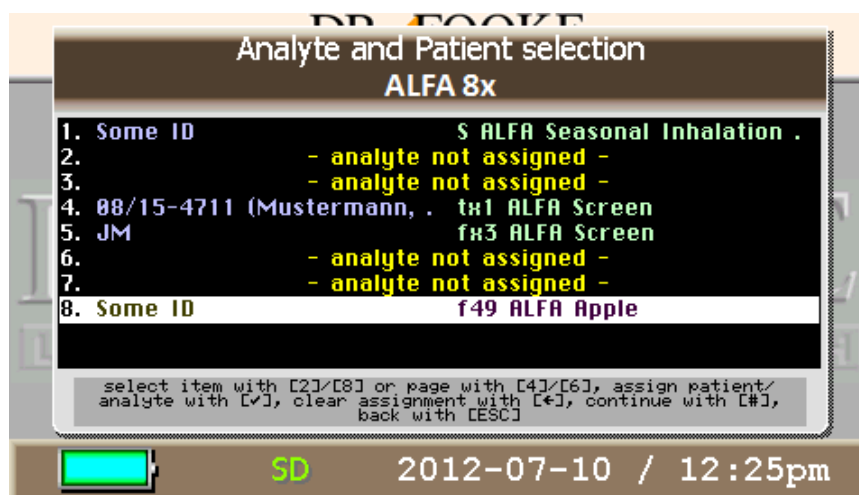 DR. FOOKE
Analyte and Patient selection
ALFA 8x
1. Some ID S ALFA Seasonal Inhalation .
2. - analyte not assigned -
3. - analyte not assigned -
4. 08/15-4711 (Mustermann, . tx1 ALFA Screen
5. JM fx3 ALFA Screen
6. - analyte not assigned -
7. - analyte not assigned -
8. Some ID f49 ALFA Apple
select item with [2]/[8] or page with [4]/[6], assign patient/
analyte with [✔], clear assignment with [←], continue with [#],
back with [ESC]
SD 2012-07-10 / 12:25pm